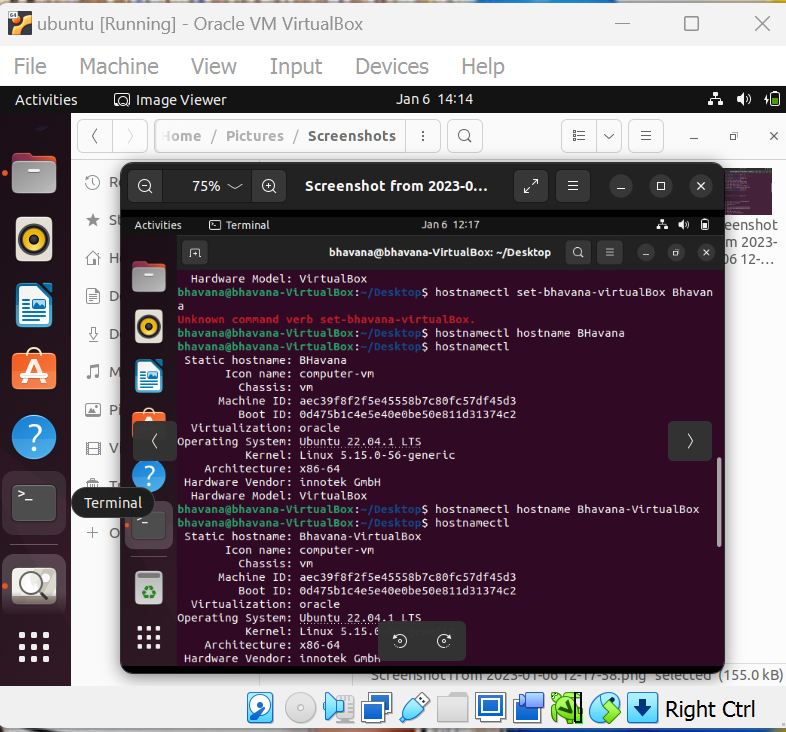 ubuntu [Running] - Oracle VM VirtualBox
File Machine View Input Devices Help
Activities Image Viewer Jan 6 14:14
Home / Pictures / Screenshots
75% Screenshot from 2023-01-0...
Activities Terminal Jan 6 12:17
bhavana@bhavana-VirtualBox: ~/Desktop
Hardware Model: VirtualBox
bhavana@bhavana-VirtualBox:~/Desktop$ hostnamectl set-bhavana-virtualBox Bhavan
a
Unknown command verb set-bhavana-virtualBox.
bhavana@bhavana-VirtualBox:~/Desktop$ hostnamectl hostname BHavana
bhavana@bhavana-VirtualBox:~/Desktop$ hostnamectl
Static hostname: BHavana
Icon name: computer-vm
Chassis: vm
Machine ID: aec39f8f2f5e45558b7c80fc57df45d3
Boot ID: 0d475b1c4e5e40e0be50e811d31374c2
Virtualization: oracle
Operating System: Ubuntu 22.04.1 LTS
Kernel: Linux 5.15.0-56-generic
Architecture: x86-64
Hardware Vendor: innotek GmbH
Hardware Model: VirtualBox
bhavana@bhavana-VirtualBox:~/Desktop$ hostnamectl hostname Bhavana-VirtualBox
bhavana@bhavana-VirtualBox:~/Desktop$ hostnamectl
Static hostname: Bhavana-VirtualBox
Icon name: computer-vm
Chassis: vm
Machine ID: aec39f8f2f5e45558b7c80fc57df45d3
Boot ID: 0d475b1c4e5e40e0be50e811d31374c2
Virtualization: oracle
Operating System: Ubuntu 22.04.1 LTS
Kernel: Linux 5.15.0
Architecture: x86-64
Hardware Vendor: innotek GmbH
Terminal
eenshot
m 2023-
06 12-...
Screenshot from 2023-01-06 12-17-58.png" selected (155.0 kB)
Right Ctrl